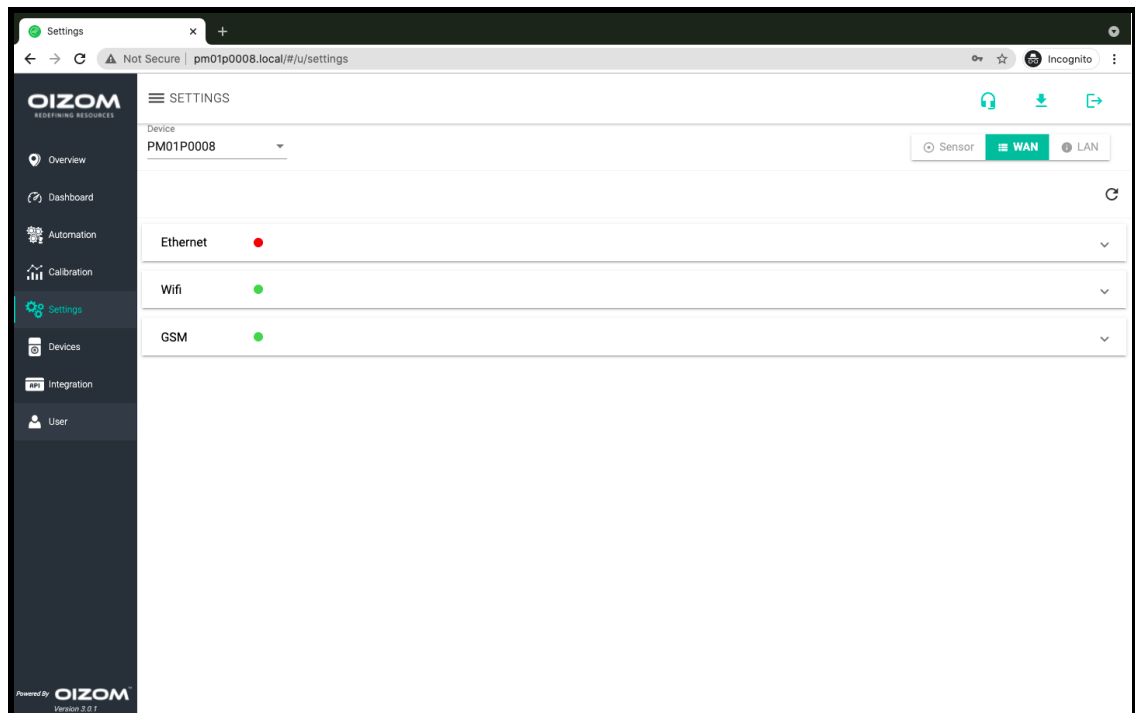 Settings
Not Secure pm01p0008.local/#/u/settings
Incognito
OIZOM
REDEFINING RESOURCES
SETTINGS
Device
PM01P0008
Sensor
WAN
LAN
Overview
Dashboard
Automation
Calibration
Settings
Devices
API Integration
User
Ethernet
Wifi
GSM
Powered By OIZOM
Version 3.0.1